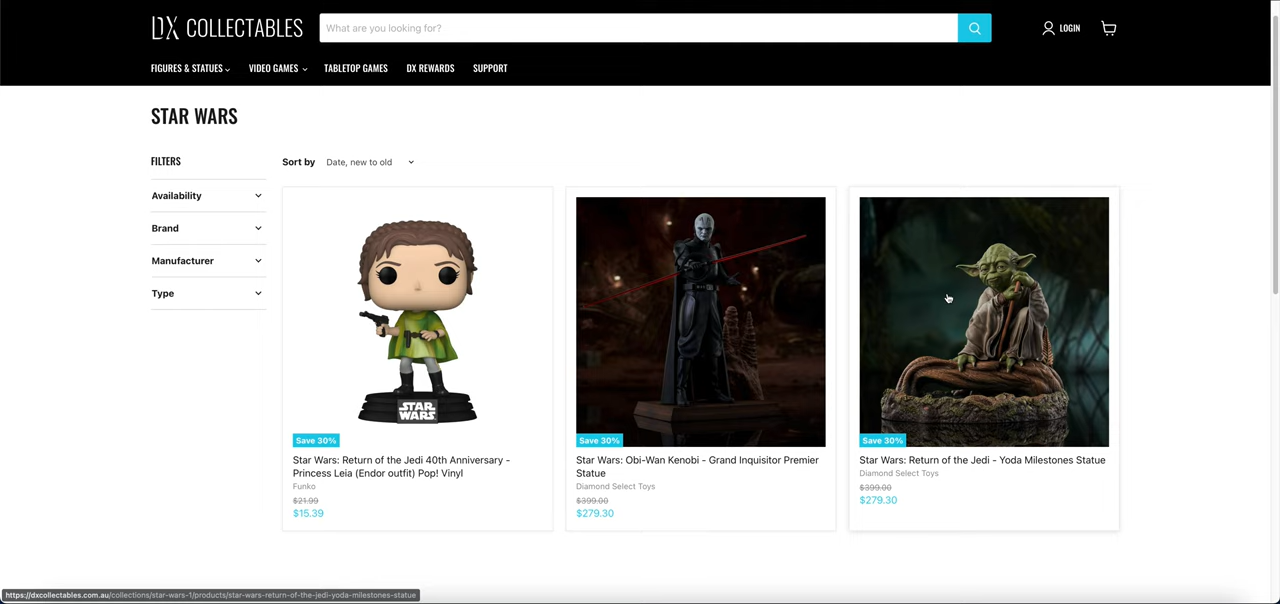 DX COLLECTABLES
What are you looking for?
LOGIN
FIGURES & STATUES
VIDEO GAMES
TABLETOP GAMES
DX REWARDS
SUPPORT
STAR WARS
FILTERS
Availability
Brand
Manufacturer
Type
Sort by Date, new to old
STAR
WARS
Save 30%
Star Wars: Return of the Jedi 40th Anniversary -
Princess Leia (Endor outfit) Pop! Vinyl
Funko
$21.99
$15.39
Save 30%
Star Wars: Obi-Wan Kenobi - Grand Inquisitor Premier
Statue
Diamond Select Toys
$399.00
$279.30
Save 30%
Star Wars: Return of the Jedi - Yoda Milestones Statue
Diamond Select Toys
$399.00
$279.30
https://dxcollectables.com.au/collections/star-wars-1/products/star-wars-return-of-the-jedi-yoda-milestones-statue